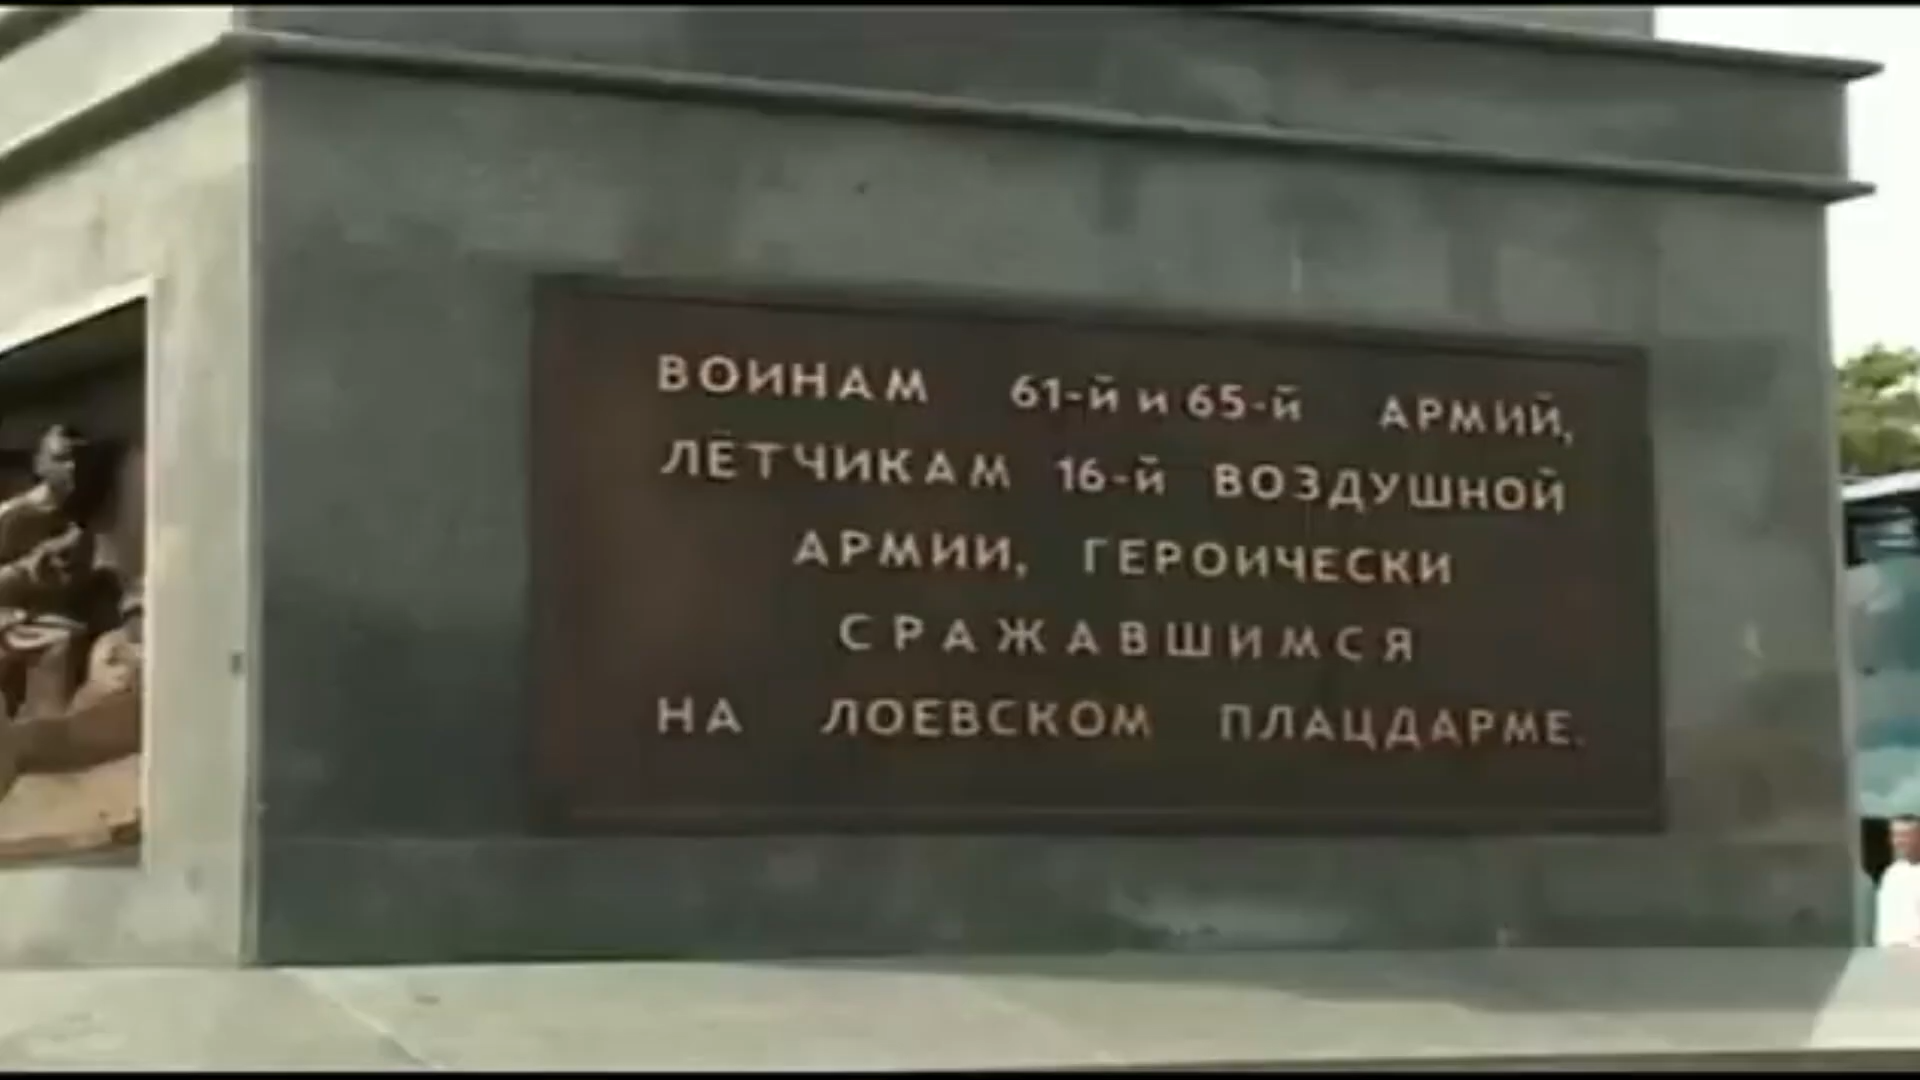 ВОИНАМ 61-й и 65-й АРМИЙ,
ЛЁТЧИКАМ 16-й ВОЗДУШНОЙ
АРМИИ, ГЕРОИЧЕСКИ
СРАЖАВШИМСЯ
НА ЛОЕВСКОМ ПЛАЦДАРМЕ.